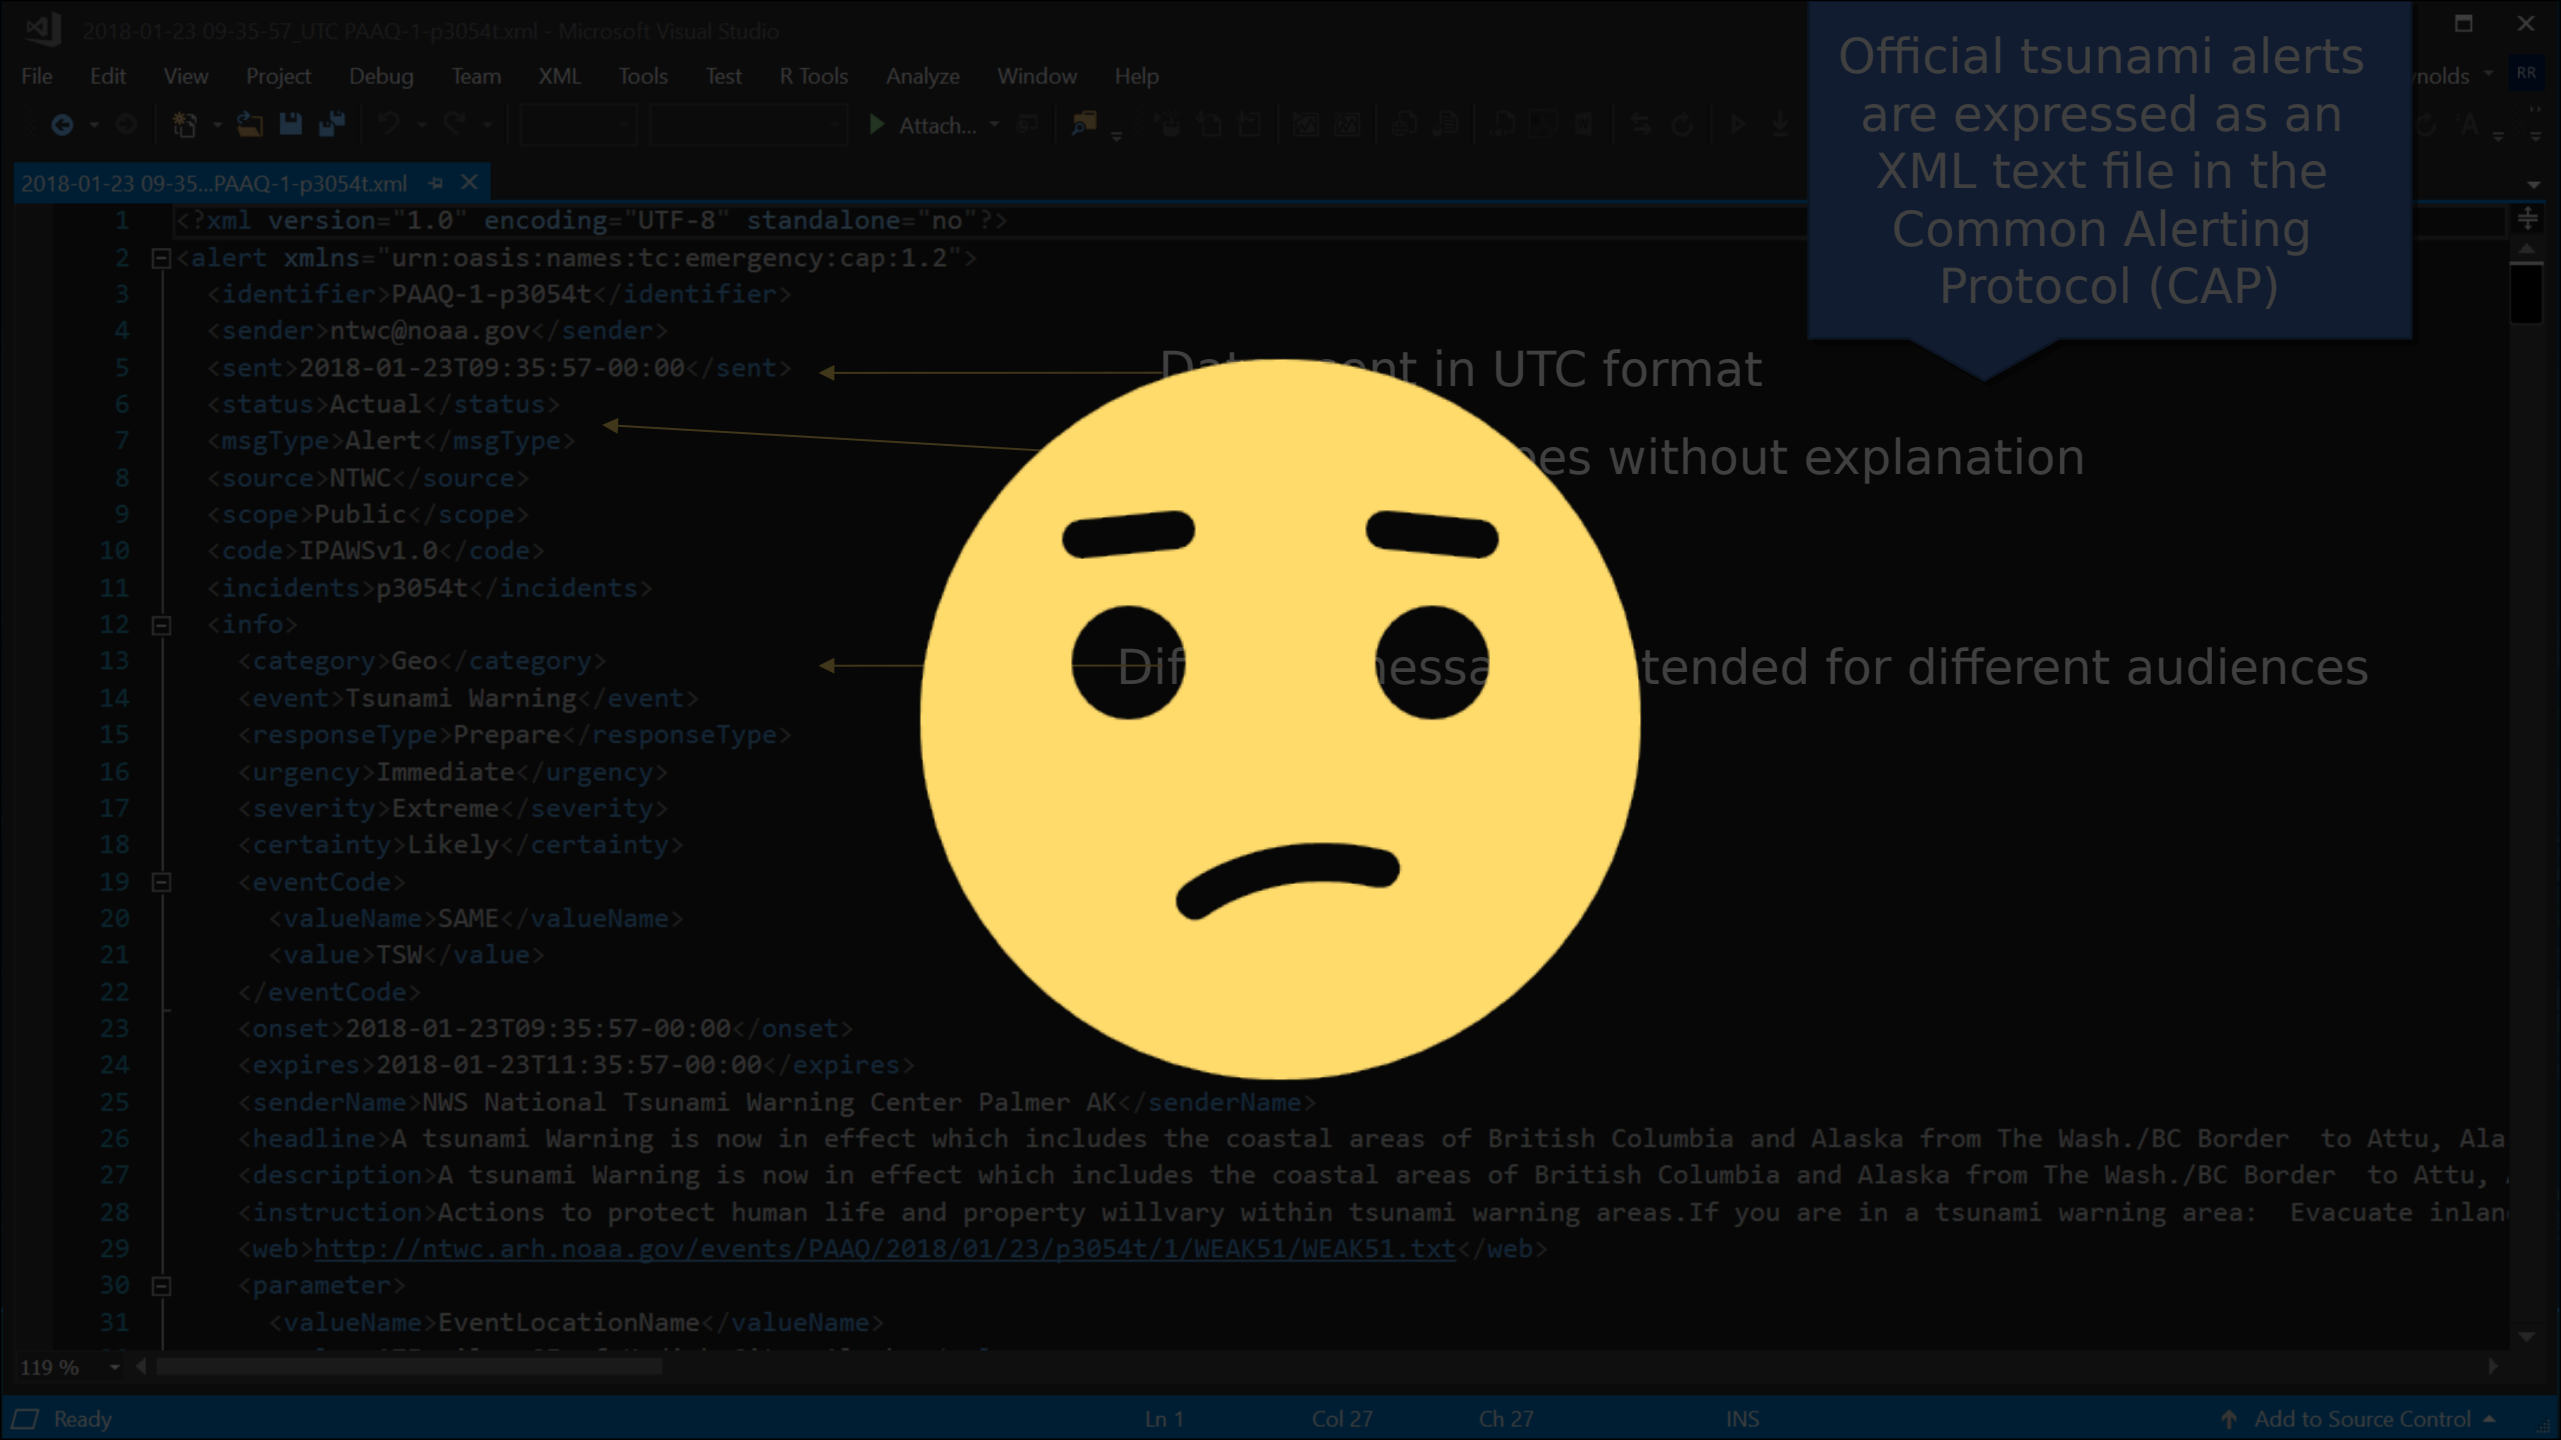 2018-01-23 09-35-57_UTC PAAQ-1-p3054t.xml - Microsoft Visual Studio
File Edit View Project Debug Team XML Tools Test R Tools Analyze Window Help
nolds RR
Attach...
Official tsunami alerts
are expressed as an
XML text file in the
Common Alerting
Protocol (CAP)
2018-01-23 09-35...PAAQ-1-p3054t.xml
1 <?xml version="1.0" encoding="UTF-8" standalone="no"?>
2 <alert xmlns="urn:oasis:names:tc:emergency:cap:1.2">
3 <identifier>PAAQ-1-p3054t</identifier>
4 <sender>ntwc@noaa.gov</sender>
5 <sent>2018-01-23T09:35:57-00:00</sent>
in UTC format
6 <status>Actual</status>
7 <msgType>Alert</msgType>
without explanation
8 <source>NTWC</source>
9 <scope>Public</scope>
10 <code>IPAWSv1.0</code>
11 <incidents>p3054t</incidents>
12 <info>
13 <category>Geo</category>
for different audiences
14 <event>Tsunami Warning</event>
15 <responseType>Prepare</responseType>
16 <urgency>Immediate</urgency>
17 <severity>Extreme</severity>
18 <certainty>Likely</certainty>
19 <eventCode>
20 <valueName>SAME</valueName>
21 <value>TSW</value>
22 </eventCode>
23 <onset>2018-01-23T09:35:57-00:00</onset>
24 <expires>2018-01-23T11:35:57-00:00</expires>
25 <senderName>NWS National Tsunami Warning Center Palmer AK</senderName>
26 <headline>A tsunami Warning is now in effect which includes the coastal areas of British Columbia and Alaska from The Wash./BC Border to Attu, Ala
27 <description>A tsunami Warning is now in effect which includes the coastal areas of British Columbia and Alaska from The Wash./BC Border to Attu,
28 <instruction>Actions to protect human life and property willvary within tsunami warning areas.If you are in a tsunami warning area: Evacuate inlan
29 <web>http://ntwc.arh.noaa.gov/events/PAAQ/2018/01/23/p3054t/1/WEAK51/WEAK51.txt</web>
30 <parameter>
31 <valueName>EventLocationName</valueName>
119 %
Ready Ln 1 Col 27 Ch 27 INS Add to Source Control